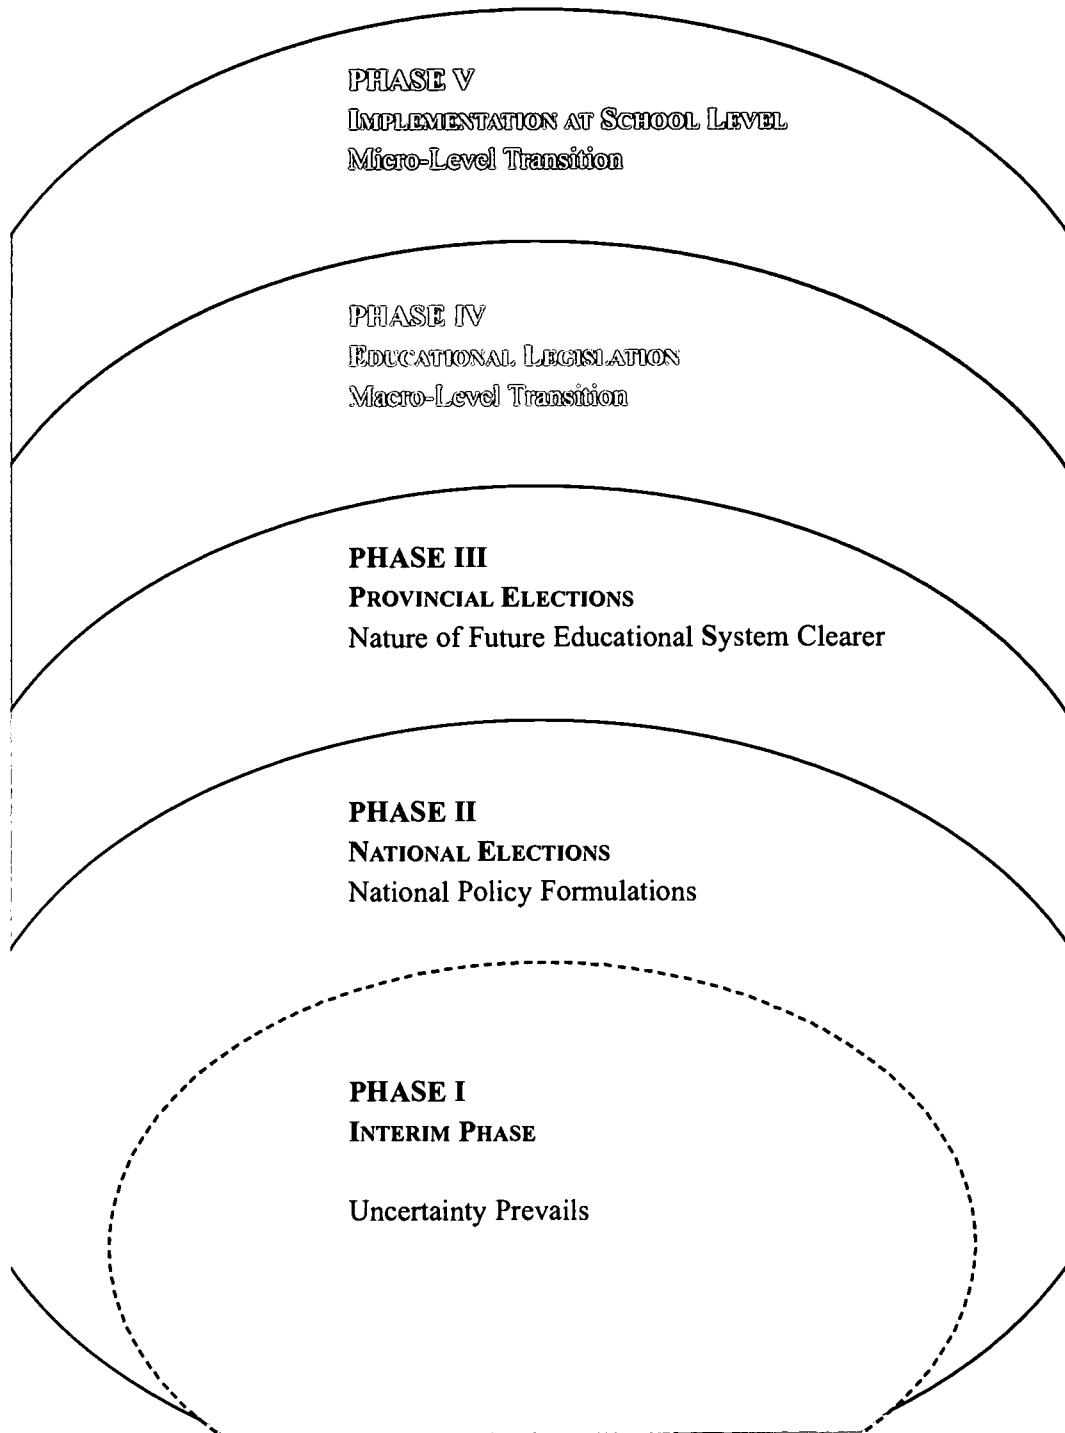 PHASE V
IMPLEMENTATION AT SCHOOL LEVEL
Micro-Level Transition
PHASE IV
EDUCATIONAL LEGISLATION
Macro-Level Transition
PHASE III
PROVINCIAL ELECTIONS
Nature of Future Educational System Clearer
PHASE II
NATIONAL ELECTIONS
National Policy Formulations
PHASE I
INTERIM PHASE
Uncertainty Prevails